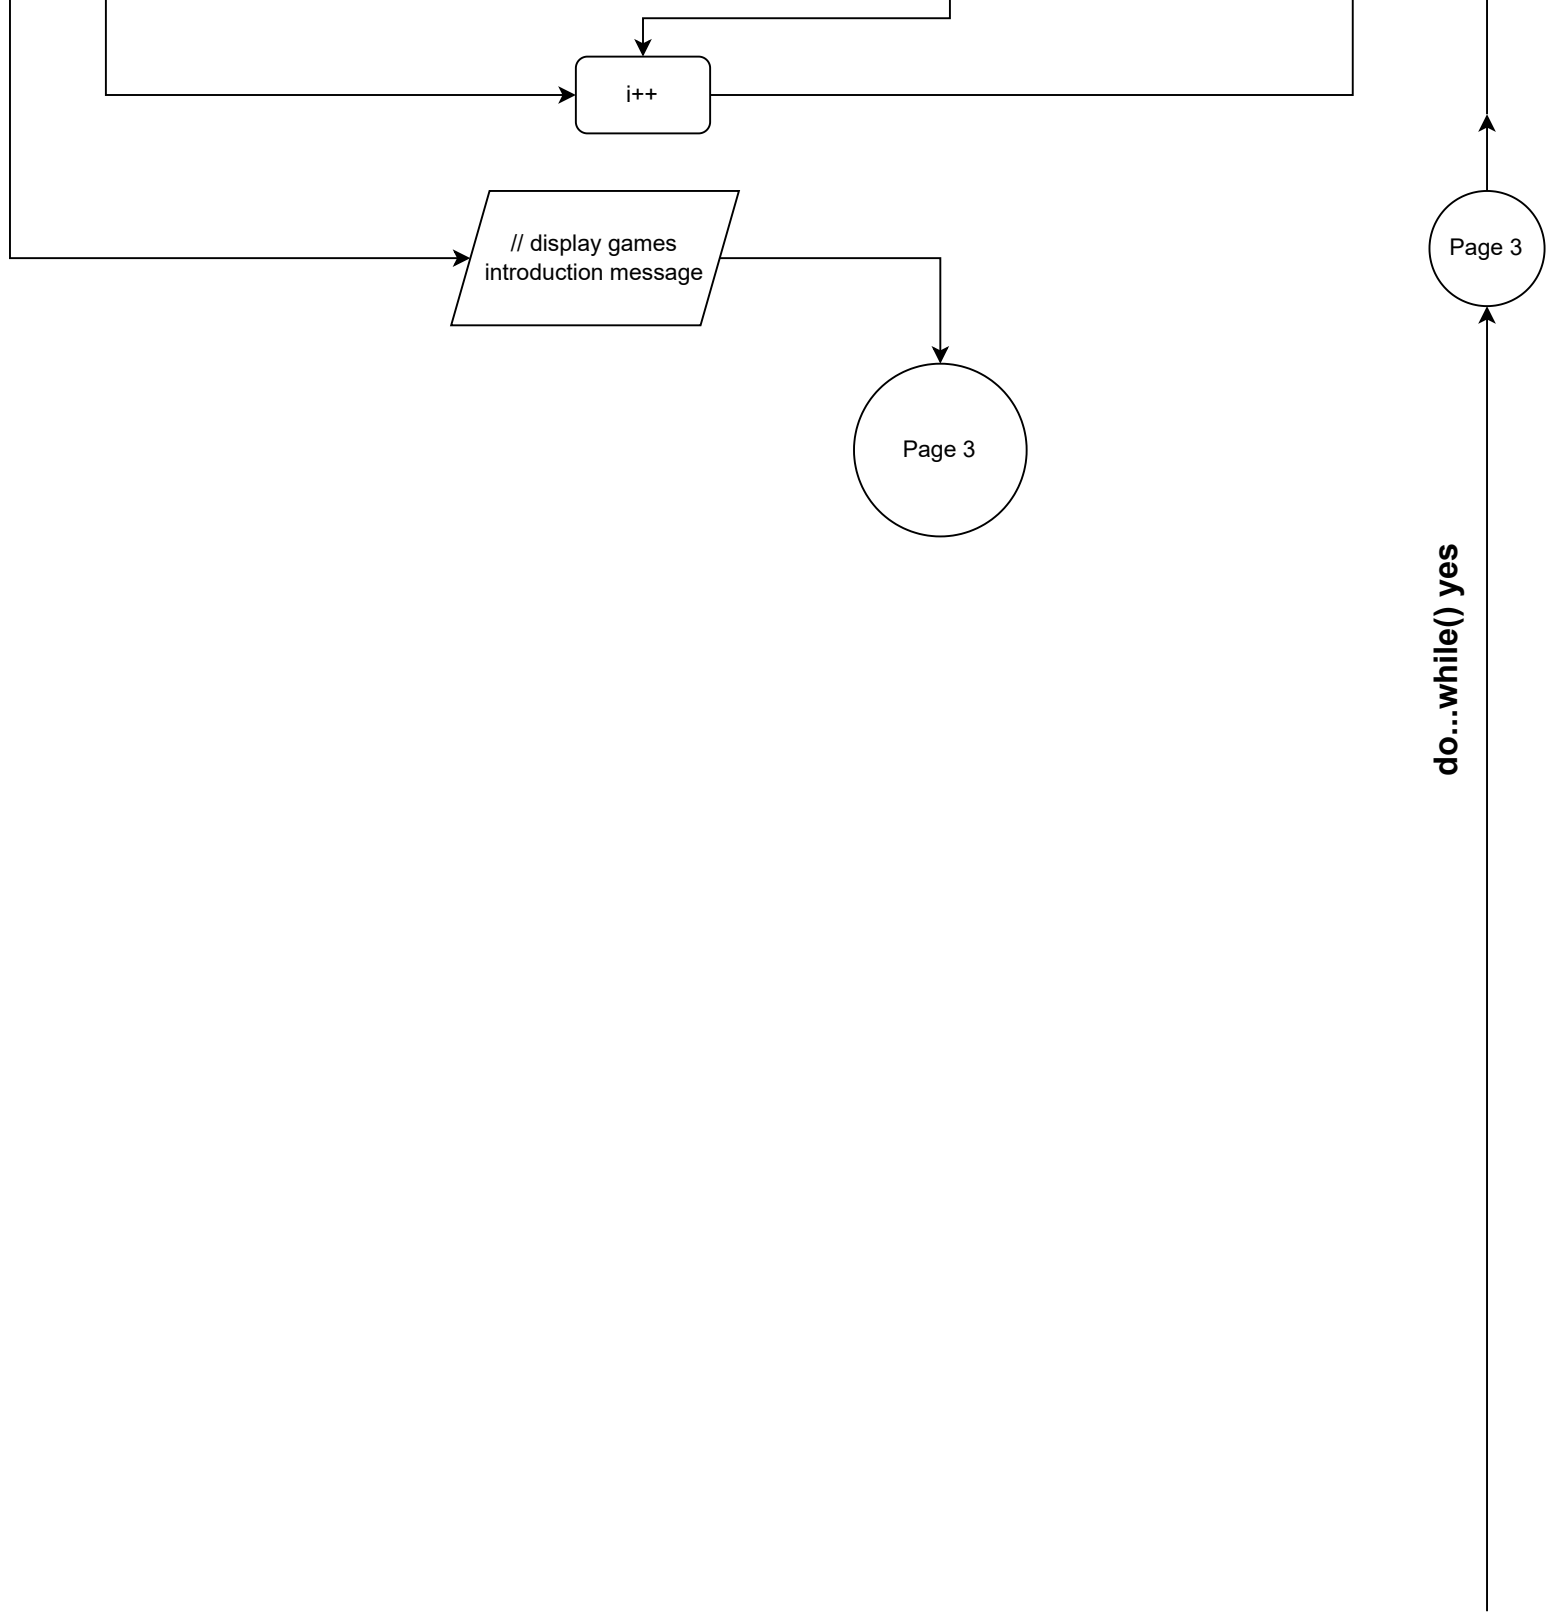 i++
// display games
introduction message
Page 3
Page 3
do...while() yes